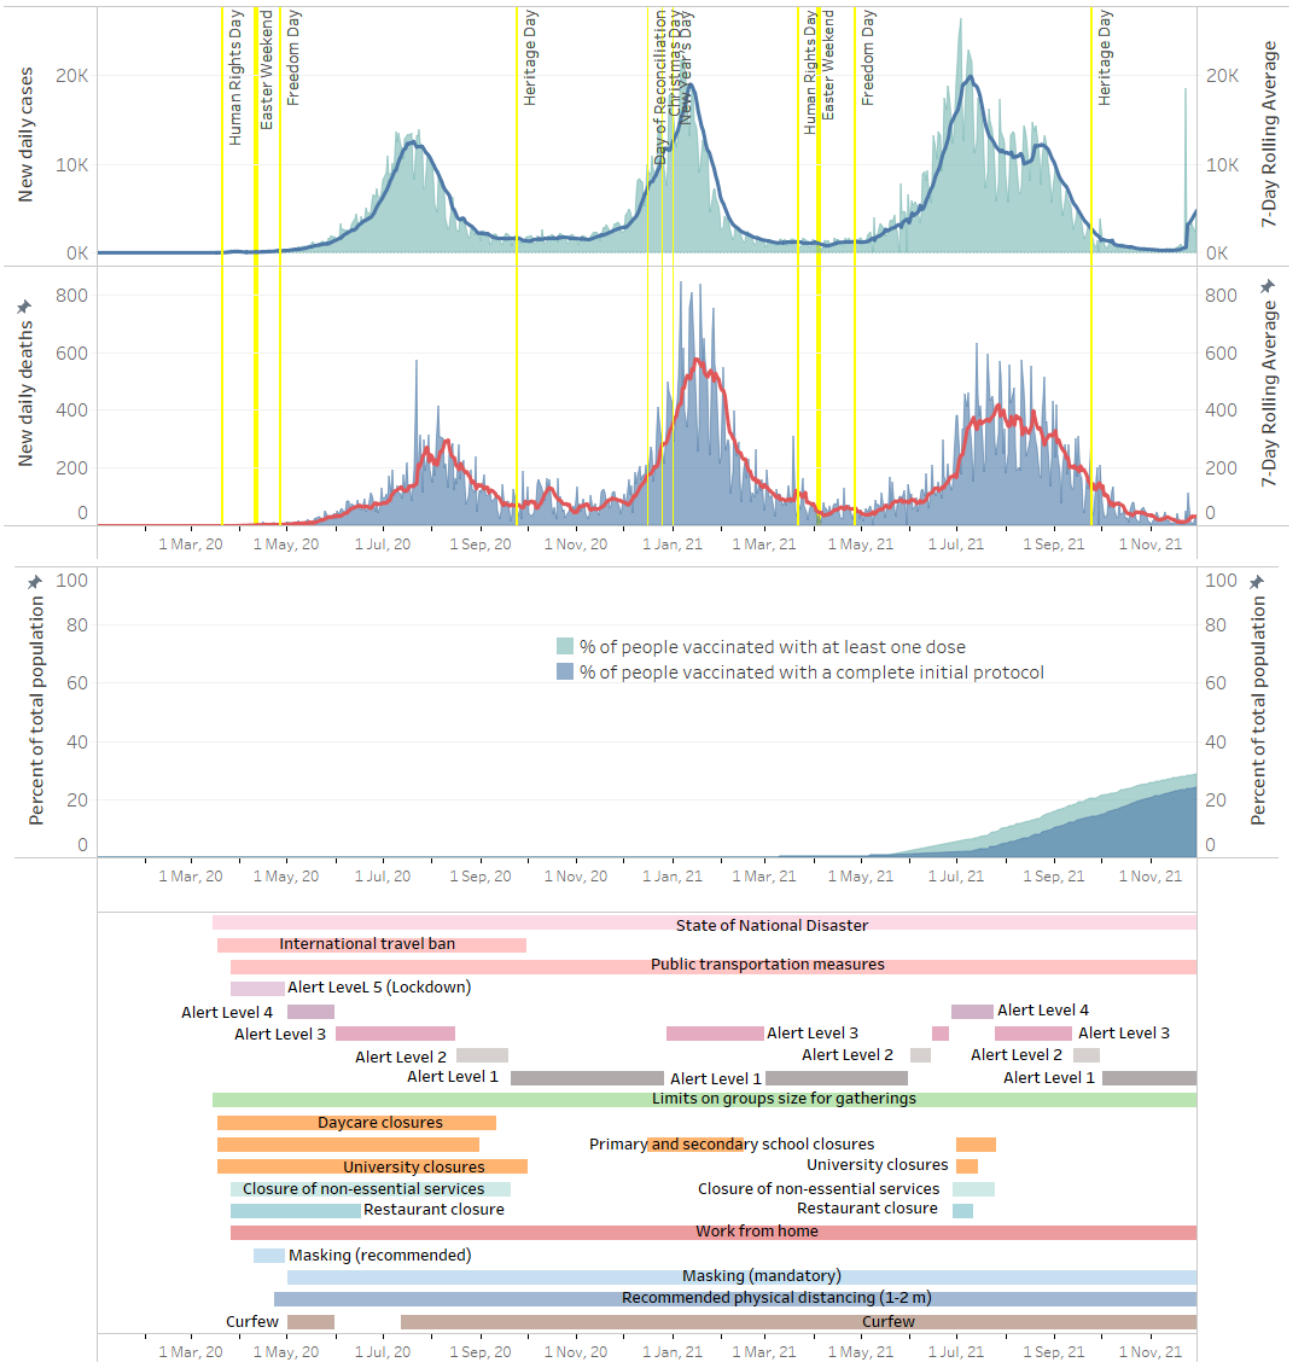 Human Rights Day
Easter Weekend
Freedom Day
Heritage Day
Day of Reconciliation
Christmas Day
New Year's Day
Human Rights Day
Easter Weekend
Freedom Day
Heritage Day
New daily cases
20K
10K
0K
20K
10K
0K
7-Day Rolling Average
New daily deaths
800
600
400
200
0
800
600
400
200
0
7-Day Rolling Average
1 Mar, 20 1 May, 20 1 Jul, 20 1 Sep, 20 1 Nov, 20 1 Jan, 21 1 Mar, 21 1 May, 21 1 Jul, 21 1 Sep, 21 1 Nov, 21
Percent of total population
100
80
60
40
20
0
% of people vaccinated with at least one dose
% of people vaccinated with a complete initial protocol
100
80
60
40
20
0
Percent of total population
1 Mar, 20 1 May, 20 1 Jul, 20 1 Sep, 20 1 Nov, 20 1 Jan, 21 1 Mar, 21 1 May, 21 1 Jul, 21 1 Sep, 21 1 Nov, 21
State of National Disaster
International travel ban
Public transportation measures
Alert LeveL 5 (Lockdown)
Alert Level 4 Alert Level 4
Alert Level 3 Alert Level 3 Alert Level 3
Alert Level 2 Alert Level 2 Alert Level 2
Alert Level 1 Alert Level 1 Alert Level 1
Limits on groups size for gatherings
Daycare closures
Primary and secondary school closures
University closures University closures
Closure of non-essential services Closure of non-essential services
Restaurant closure Restaurant closure
Work from home
Masking (recommended)
Masking (mandatory)
Recommended physical distancing (1-2 m)
Curfew Curfew
1 Mar, 20 1 May, 20 1 Jul, 20 1 Sep, 20 1 Nov, 20 1 Jan, 21 1 Mar, 21 1 May, 21 1 Jul, 21 1 Sep, 21 1 Nov, 21